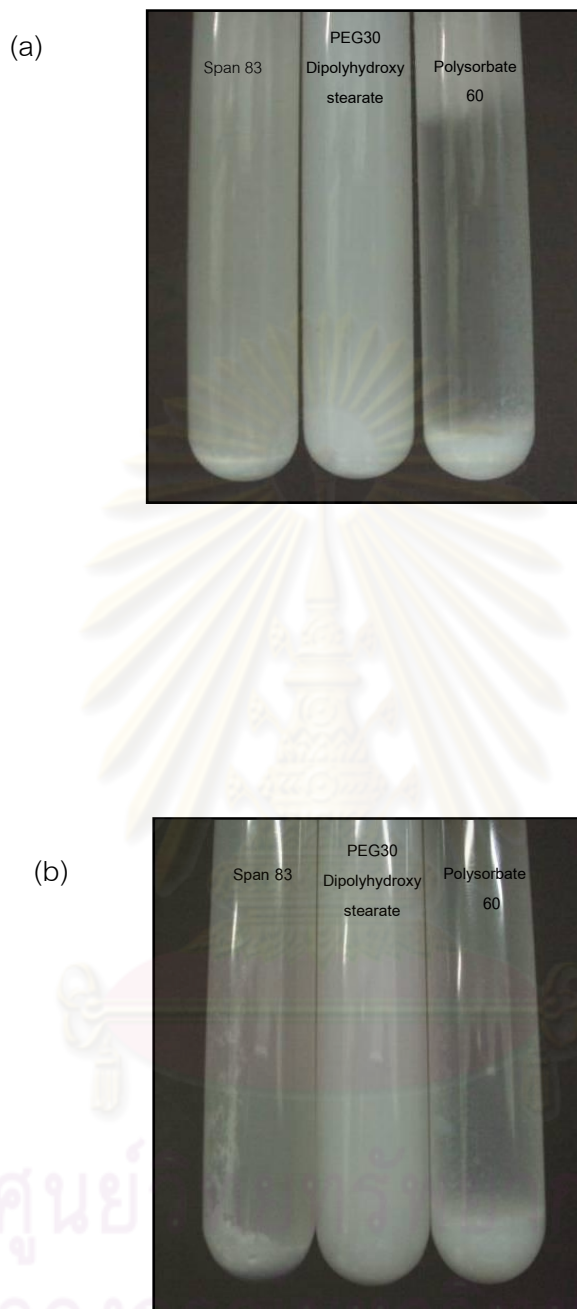 (a)
Span 83
PEG30
Dipolyhydroxy
stearate
Polysorbate
60
(b)
Span 83
PEG30
Dipolyhydroxy
stearate
Polysorbate
60